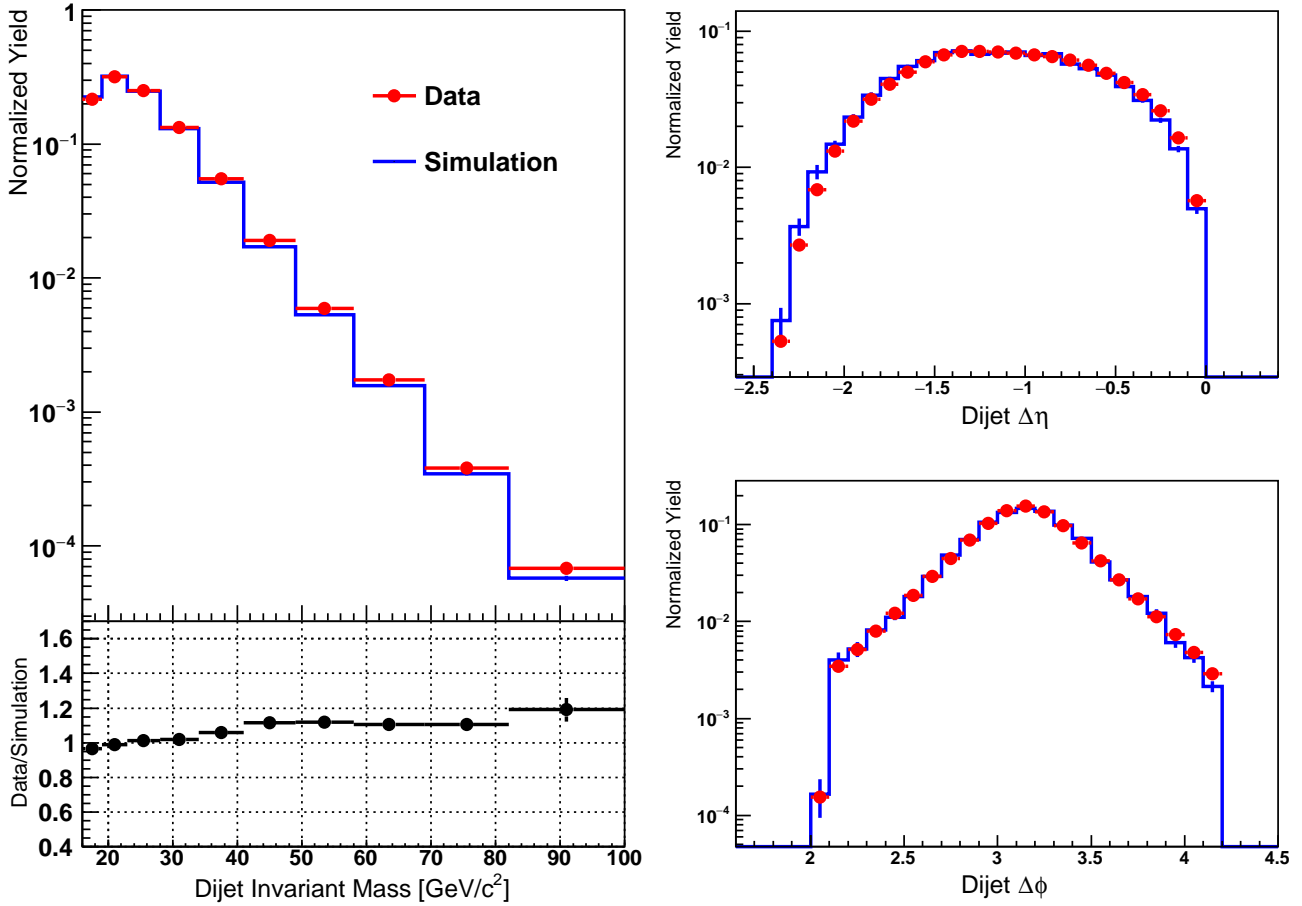 Normalized Yield
1
10⁻¹
10⁻²
10⁻³
10⁻⁴
Data
Simulation
Data/Simulation
1.6
1.4
1.2
1
0.8
0.6
0.4
20 30 40 50 60 70 80 90 100
Dijet Invariant Mass [GeV/c²]
Normalized Yield
10⁻¹
10⁻²
10⁻³
−2.5 −2 −1.5 −1 −0.5 0
Dijet Δη
Normalized Yield
10⁻¹
10⁻²
10⁻³
10⁻⁴
2 2.5 3 3.5 4 4.5
Dijet Δϕ